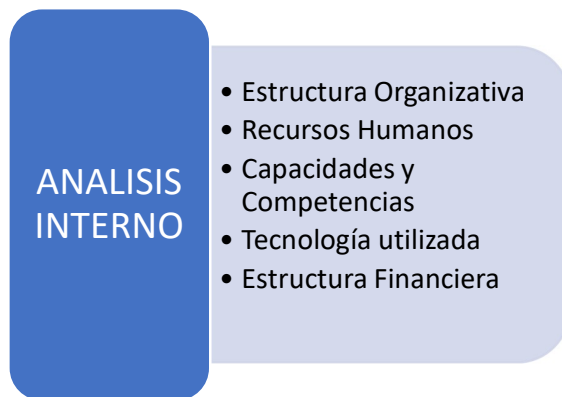 ANALISIS
INTERNO
• Estructura Organizativa
• Recursos Humanos
• Capacidades y
Competencias
• Tecnología utilizada
• Estructura Financiera